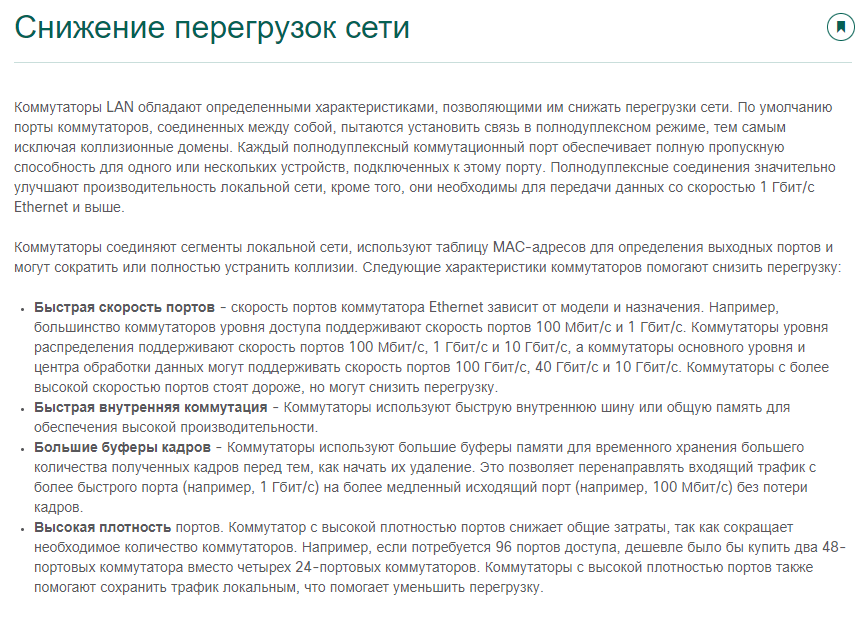 Снижение перегрузок сети
Коммутаторы LAN обладают определенными характеристиками, позволяющими им снижать перегрузки сети. По умолчанию
порты коммутаторов, соединенных между собой, пытаются установить связь в полнодуплексном режиме, тем самым
исключая коллизионные домены. Каждый полнодуплексный коммутационный порт обеспечивает полную пропускную
способность для одного или нескольких устройств, подключенных к этому порту. Полнодуплексные соединения значительно
улучшают производительность локальной сети, кроме того, они необходимы для передачи данных со скоростью 1 Гбит/с
Ethernet и выше.
Коммутаторы соединяют сегменты локальной сети, используют таблицу MAC-адресов для определения выходных портов и
могут сократить или полностью устранить коллизии. Следующие характеристики коммутаторов помогают снизить перегрузку:
• Быстрая скорость портов - скорость портов коммутатора Ethernet зависит от модели и назначения. Например,
большинство коммутаторов уровня доступа поддерживают скорость портов 100 Мбит/с и 1 Гбит/с. Коммутаторы уровня
распределения поддерживают скорость портов 100 Мбит/с, 1 Гбит/с и 10 Гбит/с, а коммутаторы основного уровня и
центра обработки данных могут поддерживать скорость портов 100 Гбит/с, 40 Гбит/с и 10 Гбит/с. Коммутаторы с более
высокой скоростью портов стоят дороже, но могут снизить перегрузку.
• Быстрая внутренняя коммутация - Коммутаторы используют быструю внутреннюю шину или общую память для
обеспечения высокой производительности.
• Большие буферы кадров - Коммутаторы используют большие буферы памяти для временного хранения большего
количества полученных кадров перед тем, как начать их удаление. Это позволяет перенаправлять входящий трафик с
более быстрого порта (например, 1 Гбит/с) на более медленный исходящий порт (например, 100 Мбит/с) без потери
кадров.
• Высокая плотность портов. Коммутатор с высокой плотностью портов снижает общие затраты, так как сокращает
необходимое количество коммутаторов. Например, если потребуется 96 портов доступа, дешевле было бы купить два 48-
портовых коммутатора вместо четырех 24-портовых коммутаторов. Коммутаторы с высокой плотностью портов также
помогают сохранить трафик локальным, что помогает уменьшить перегрузку.